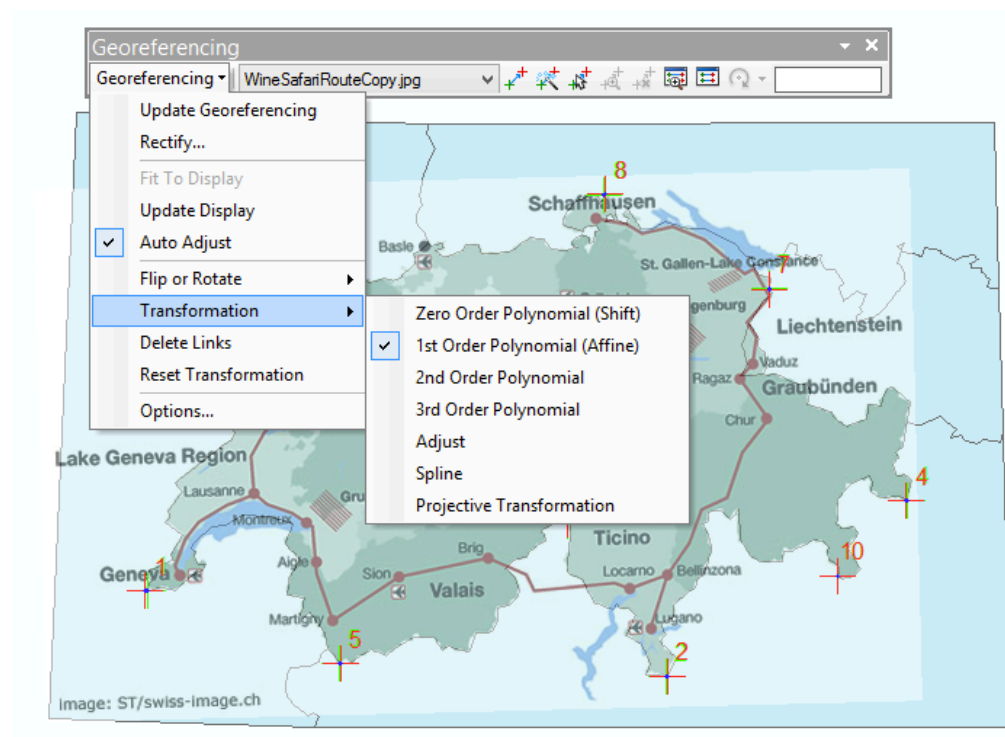 Georeferencing
Georeferencing
WineSafariRouteCopy.jpg
Update Georeferencing
Rectify...
Fit To Display
Update Display
Auto Adjust
Flip or Rotate
Transformation
Delete Links
Reset Transformation
Options...
Zero Order Polynomial (Shift)
1st Order Polynomial (Affine)
2nd Order Polynomial
3rd Order Polynomial
Adjust
Spline
Projective Transformation
8
Schaffhausen
Basle
St. Gallen-Lake Constance
7
genburg
Liechtenstein
Vaduz
Ragaz
Graubünden
Chur
Lake Geneva Region
Lausanne
Gru
4
Montreux
Ticino
10
Geneva
1
Aigle
Sion
Brig
Valais
Locarno
Bellinzona
Martigny
5
Lugano
2
image: ST/swiss-image.ch